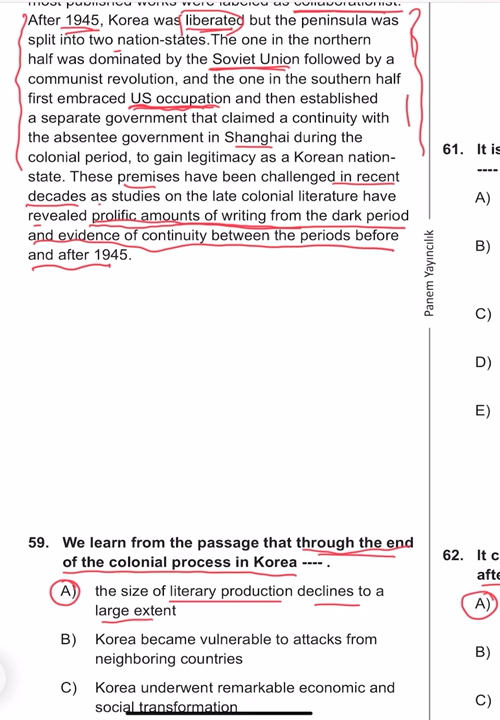 most published works were labeled as collaborationist.
After 1945, Korea was liberated but the peninsula was
split into two nation-states.The one in the northern
half was dominated by the Soviet Union followed by a
communist revolution, and the one in the southern half
first embraced US occupation and then established
a separate government that claimed a continuity with
the absentee government in Shanghai during the
colonial period, to gain legitimacy as a Korean nation-
state. These premises have been challenged in recent
decades as studies on the late colonial literature have
revealed prolific amounts of writing from the dark period
and evidence of continuity between the periods before
and after 1945.
59. We learn from the passage that through the end
of the colonial process in Korea ---- .
A) the size of literary production declines to a
large extent
B) Korea became vulnerable to attacks from
neighboring countries
C) Korea underwent remarkable economic and
social transformation
Panem Yayıncılık
61. It is
----
A)
B)
C)
D)
E)
62. It c
afte
A)
B)
C)